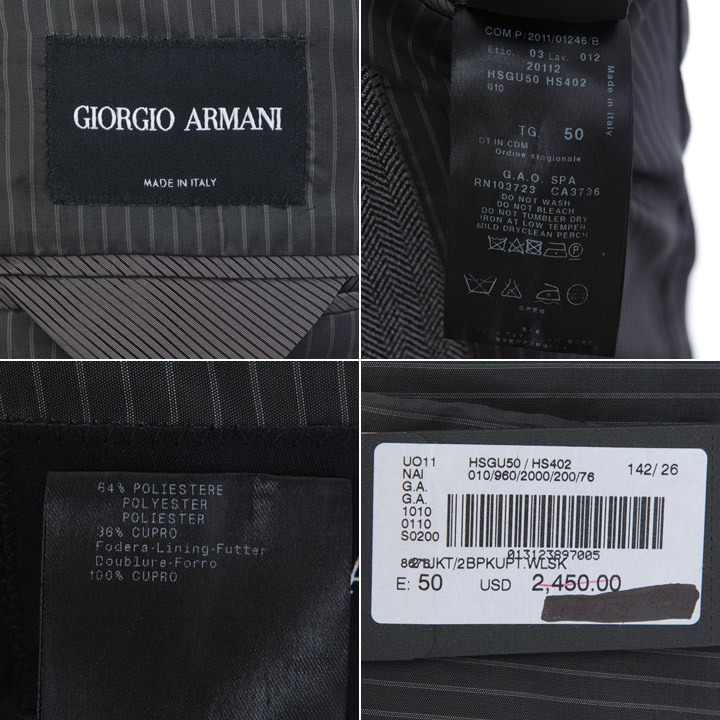 GIORGIO ARMANI
MADE IN ITALY
COM.P/2011/01246/B
Etic. 03 Lav. 012
20112
HSGU50 HS402
010
Made in Italy
TG. 50
DT.IN COM
Ordine stagionale
G.A.O. SPA
RN103723 CA3736
DO NOT WASH
DO NOT BLEACH
DO NOT TUMBLER DRY
IRON AT LOW TEMPER
MILD DRYCLEAN PERCH
64% POLIESTERE
POLYESTER
POLIESTER
36% CUPRO
Fodera-Lining-Futter
Doublure-Forro
100% CUPRO
UO11 HSGU50 / HS402 142/ 26
NAI 010/960/2000/200/76
G.A.
G.A.
1010
0110
S0200
013123897005
JKT/2BPKUPT.WLSK
E: 50 USD 2,450.00